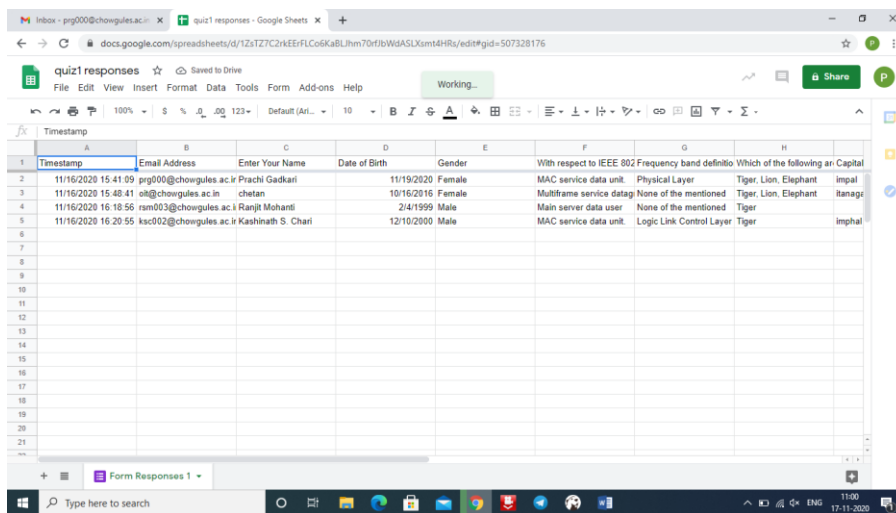 Inbox - prg000@chowgules.ac.in quiz1 responses - Google Sheets
docs.google.com/spreadsheets/d/1ZsTZ7C2rkEErFLCo6KaBLJhm70rfJbWdASLXsmt4HRs/edit#gid=507328176
quiz1 responses Saved to Drive
File Edit View Insert Format Data Tools Form Add-ons Help Working... Share P
100% $ % .0 .00 123 Default (Ari... 10 B I S A
fx Timestamp
A B C D E F G H
1 Timestamp Email Address Enter Your Name Date of Birth Gender With respect to IEEE 802 Frequency band definitio Which of the following ar Capital
2 11/16/2020 15:41:09 prg000@chowgules.ac.ir Prachi Gadkari 11/19/2020 Female MAC service data unit. Physical Layer Tiger, Lion, Elephant impal
3 11/16/2020 15:48:41 oit@chowgules.ac.in chetan 10/16/2016 Female Multiframe service datag None of the mentioned Tiger, Lion, Elephant itanaga
4 11/16/2020 16:18:56 rsm003@chowgules.ac.i Ranjit Mohanti 2/4/1999 Male Main server data user None of the mentioned Tiger
5 11/16/2020 16:20:55 ksc002@chowgules.ac.ir Kashinath S. Chari 12/10/2000 Male MAC service data unit. Logic Link Control Layer Tiger imphal
6
7
8
9
10
11
12
13
14
15
16
17
18
19
20
21
Form Responses 1
Type here to search ENG 11:00
17-11-2020